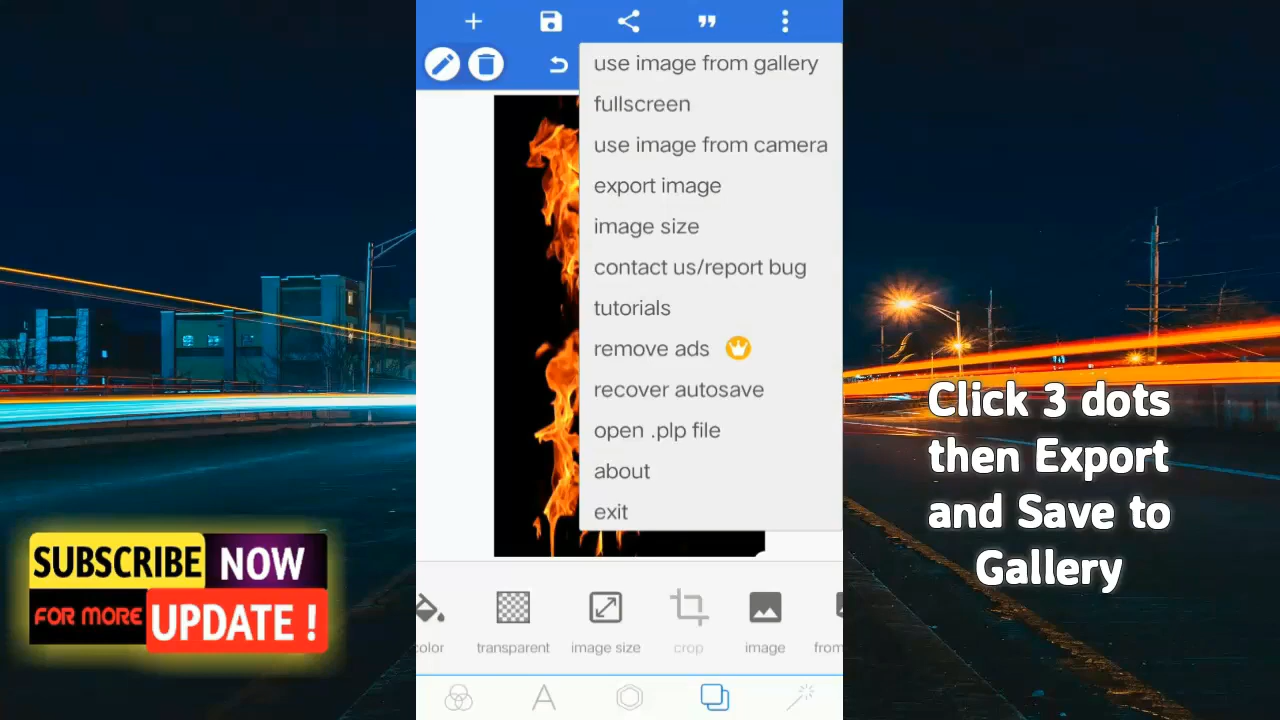 use image from gallery
fullscreen
use image from camera
export image
image size
contact us/report bug
tutorials
remove ads
recover autosave
open .plp file
about
exit
Click 3 dots
then Export
and Save to
Gallery
SUBSCRIBE NOW
FOR MORE UPDATE !
color
transparent
image size
crop
image
from
A